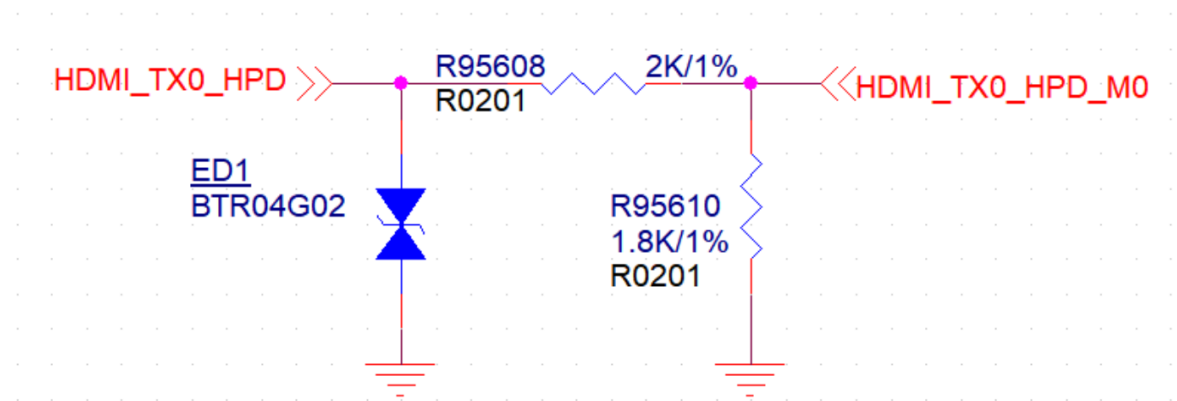 HDMI_TX0_HPD
R95608
2K/1%
R0201
HDMI_TX0_HPD_M0
ED1
BTR04G02
R95610
1.8K/1%
R0201